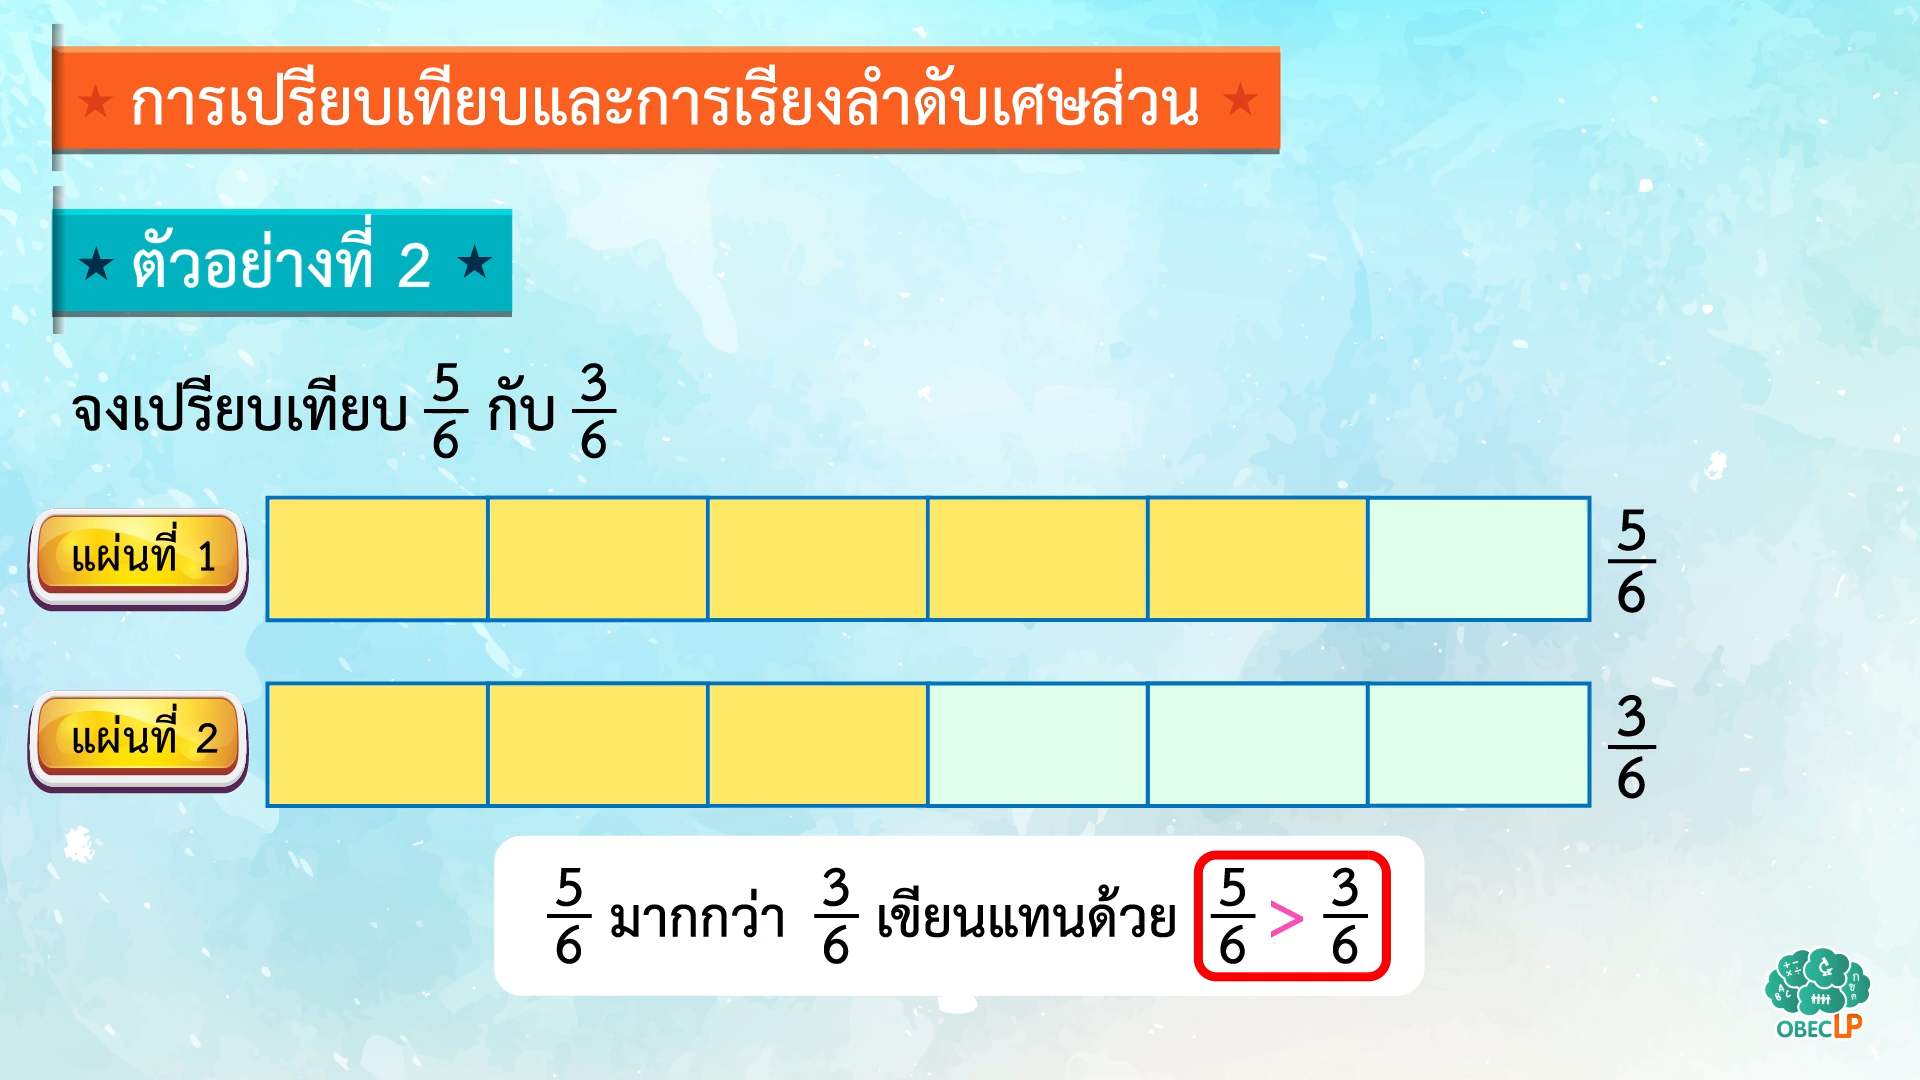 การเปรียบเทียบและการเรียงลำดับเศษส่วน
ตัวอย่างที่ 2
จงเปรียบเทียบ 5/6 กับ 3/6
แผ่นที่ 1 5/6
แผ่นที่ 2 3/6
5/6 มากกว่า 3/6 เขียนแทนด้วย 5/6 > 3/6
OBECLP